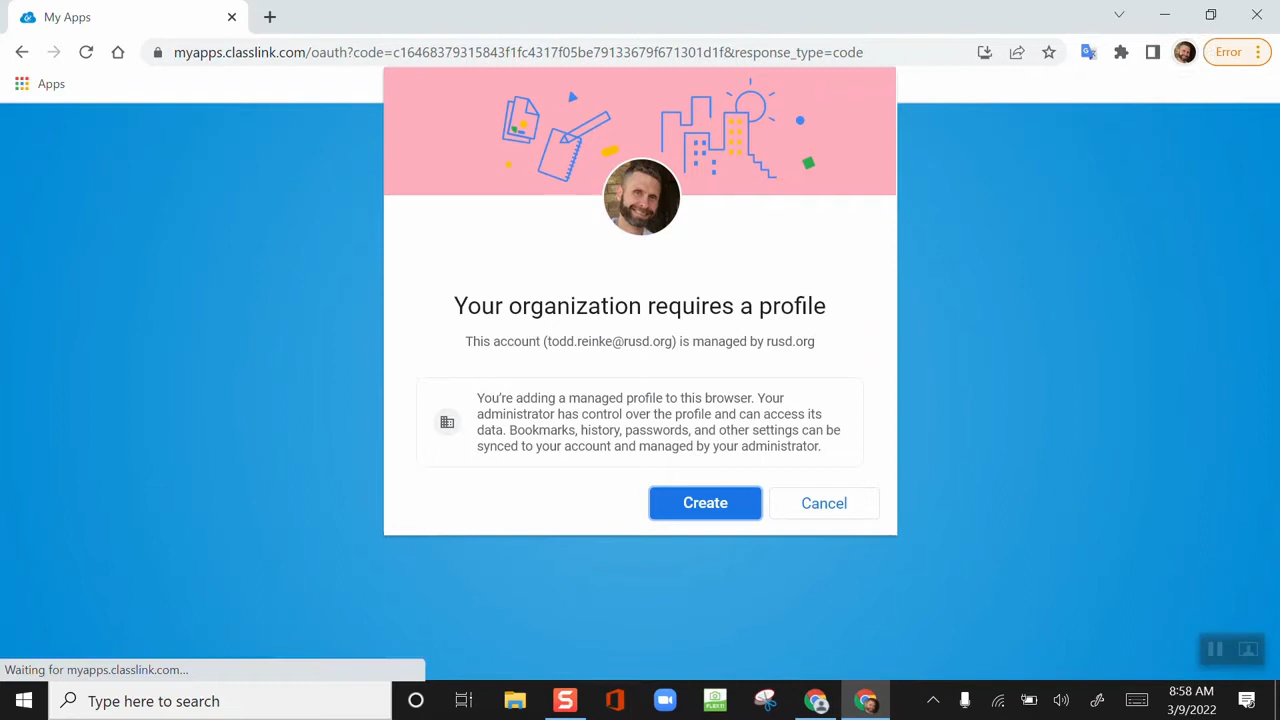 My Apps
myapps.classlink.com/oauth?code=c16468379315843f1fc4317f05be79133679f671301d1f&response_type=code
Error
Apps
Your organization requires a profile
This account (todd.reinke@rusd.org) is managed by rusd.org
You're adding a managed profile to this browser. Your
administrator has control over the profile and can access its
data. Bookmarks, history, passwords, and other settings can be
synced to your account and managed by your administrator.
Create
Cancel
Waiting for myapps.classlink.com...
Type here to search
8:58 AM
3/9/2022